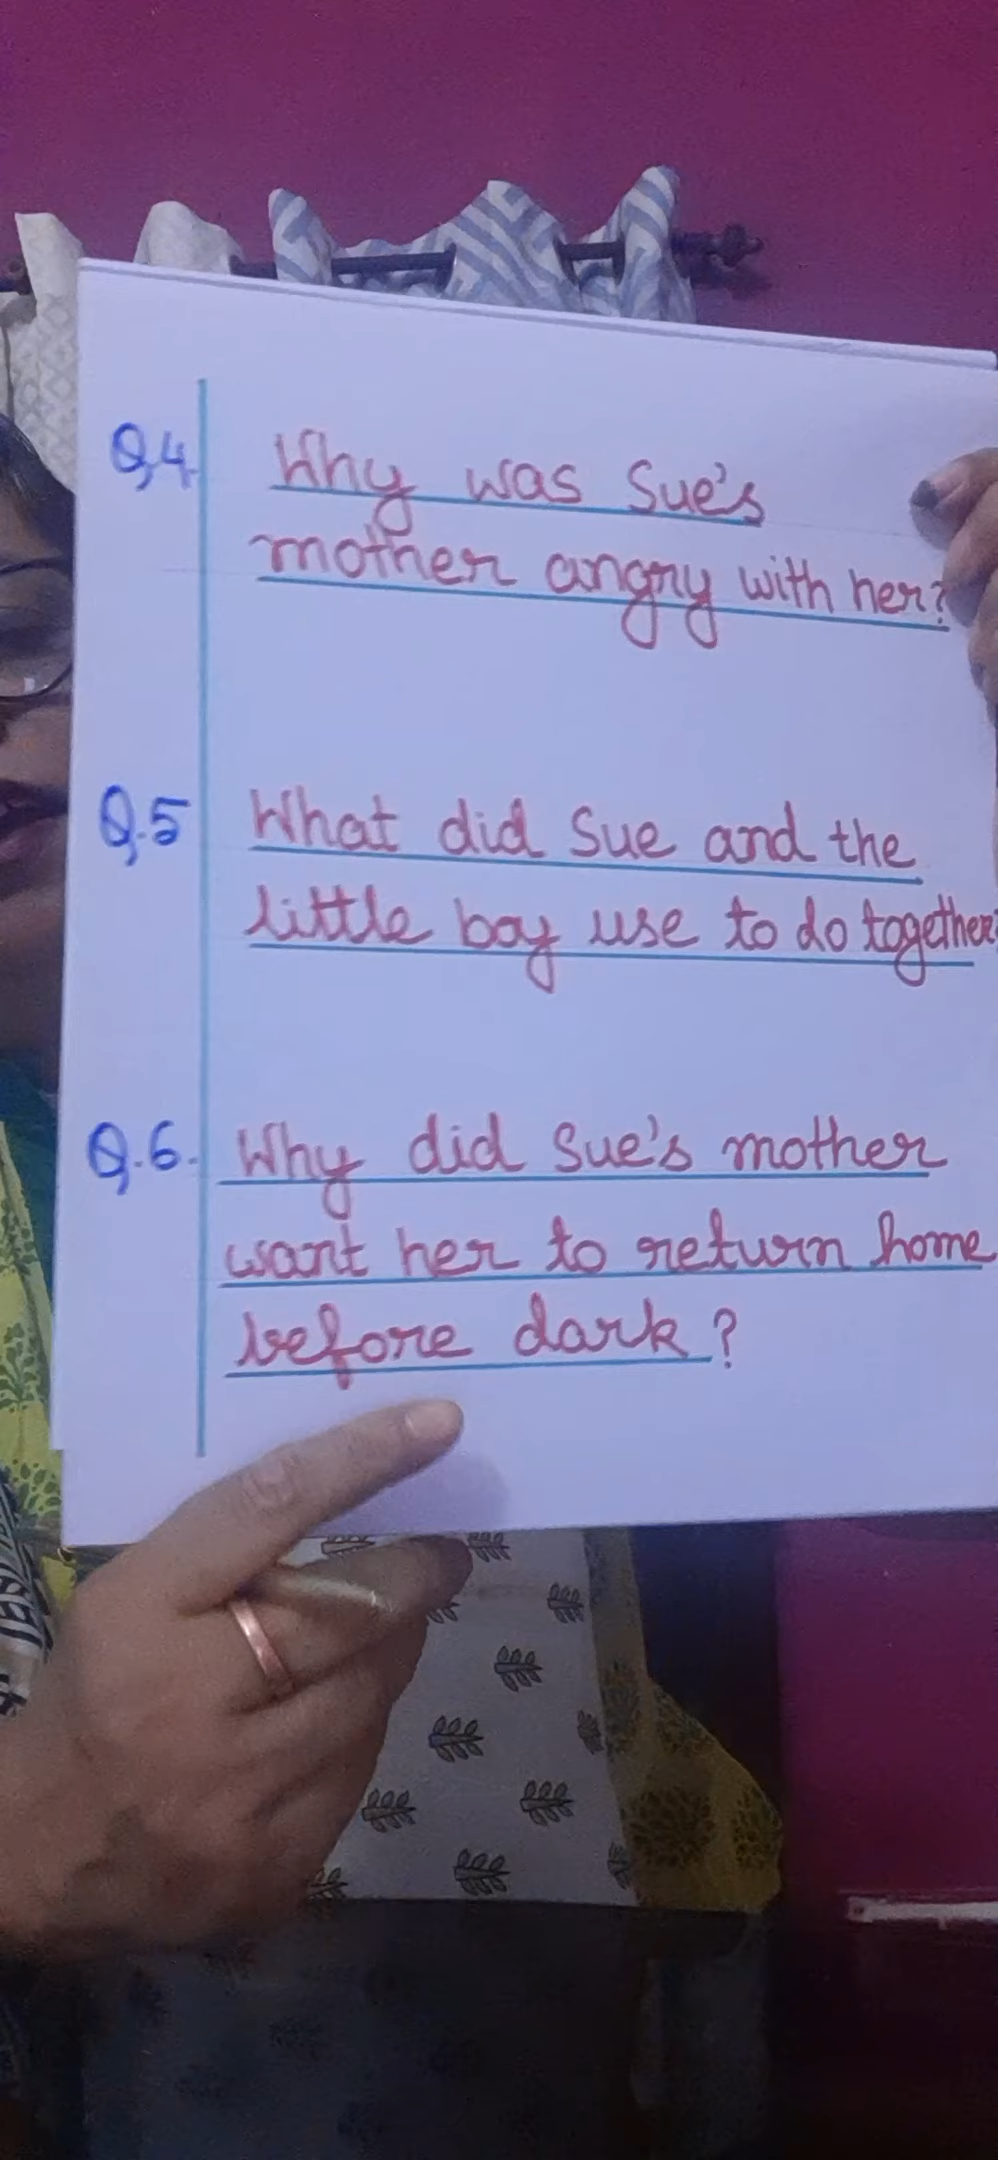 Q.4. Why was Sue's
mother angry with her?
Q.5 What did Sue and the
little boy use to do together
Q.6. Why did Sue's mother
want her to return home
before dark?